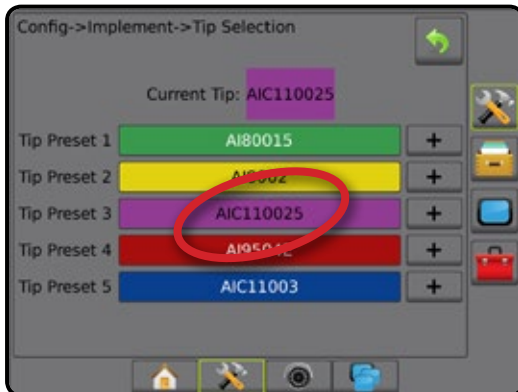 Config->Implement->Tip Selection
Current Tip: AIC110025
Tip Preset 1 AI80015 +
Tip Preset 2 +
Tip Preset 3 AIC110025 +
Tip Preset 4 +
Tip Preset 5 AIC11003 +